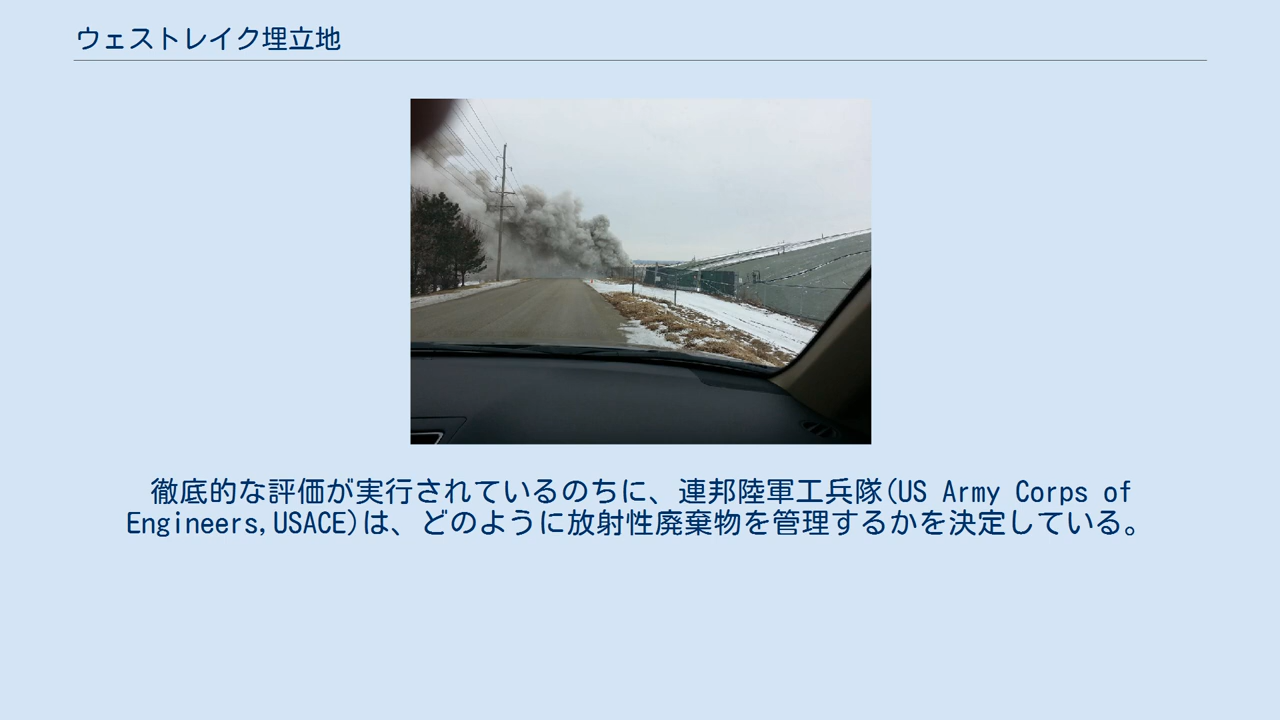 ウェストレイク埋立地
徹底的な評価が実行されているのちに、連邦陸軍工兵隊(US Army Corps of
Engineers,USACE)は、どのように放射性廃棄物を管理するかを決定している。